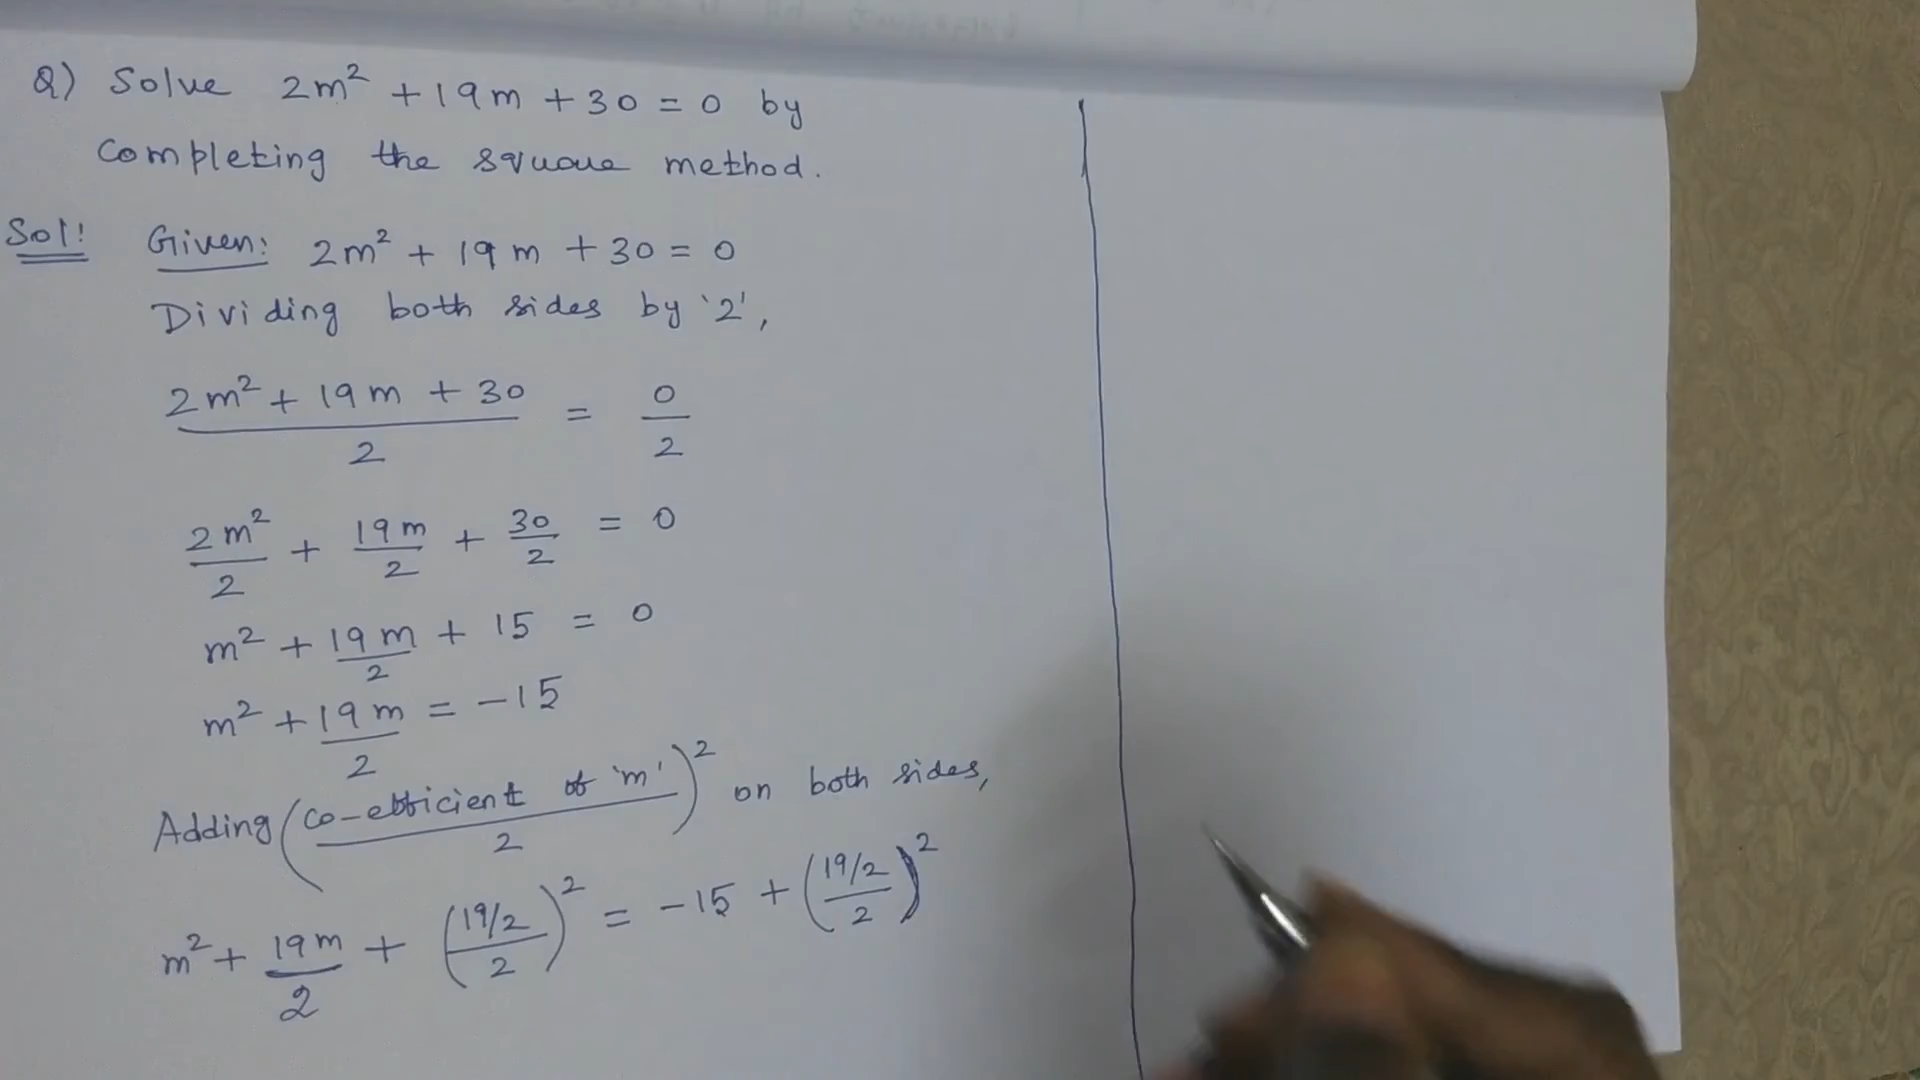 Q) Solve 2m² + 19m + 30 = 0 by
completing the square method.
Sol: Given: 2m² + 19m + 30 = 0
Dividing both sides by '2',
(2m² + 19m + 30)/2 = 0/2
2m²/2 + 19m/2 + 30/2 = 0
m² + 19m/2 + 15 = 0
m² + 19m/2 = -15
Adding (co-efficient of 'm'/2)² on both sides,
m² + 19m/2 + ((19/2)/2)² = -15 + ((19/2)/2)²